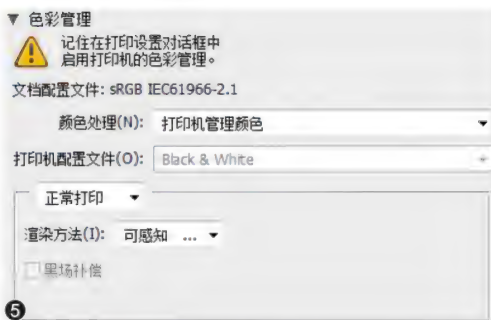 色彩管理
记住在打印设置对话框中
启用打印机的色彩管理。
文档配置文件: sRGB IEC61966-2.1
颜色处理(N): 打印机管理颜色
打印机配置文件(O): Black & White
正常打印
渲染方法(I): 可感知 ...
黑场补偿
❺